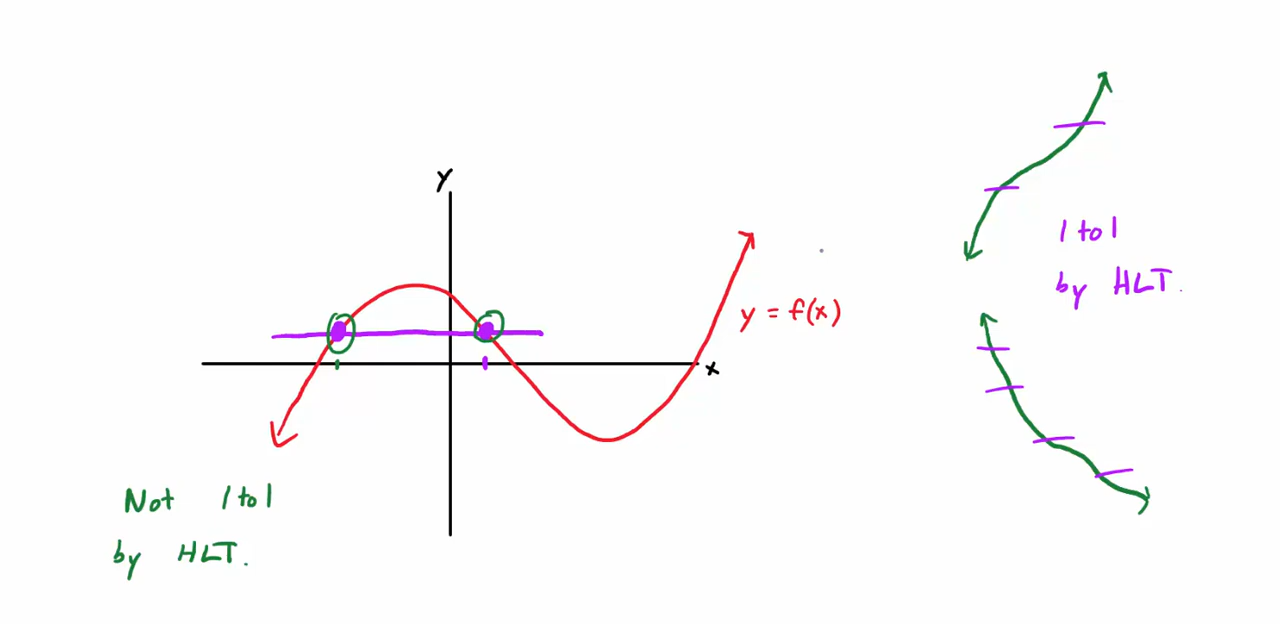 y
x
y = f(x)
Not 1 to 1
by HLT.
1 to 1
by HLT.